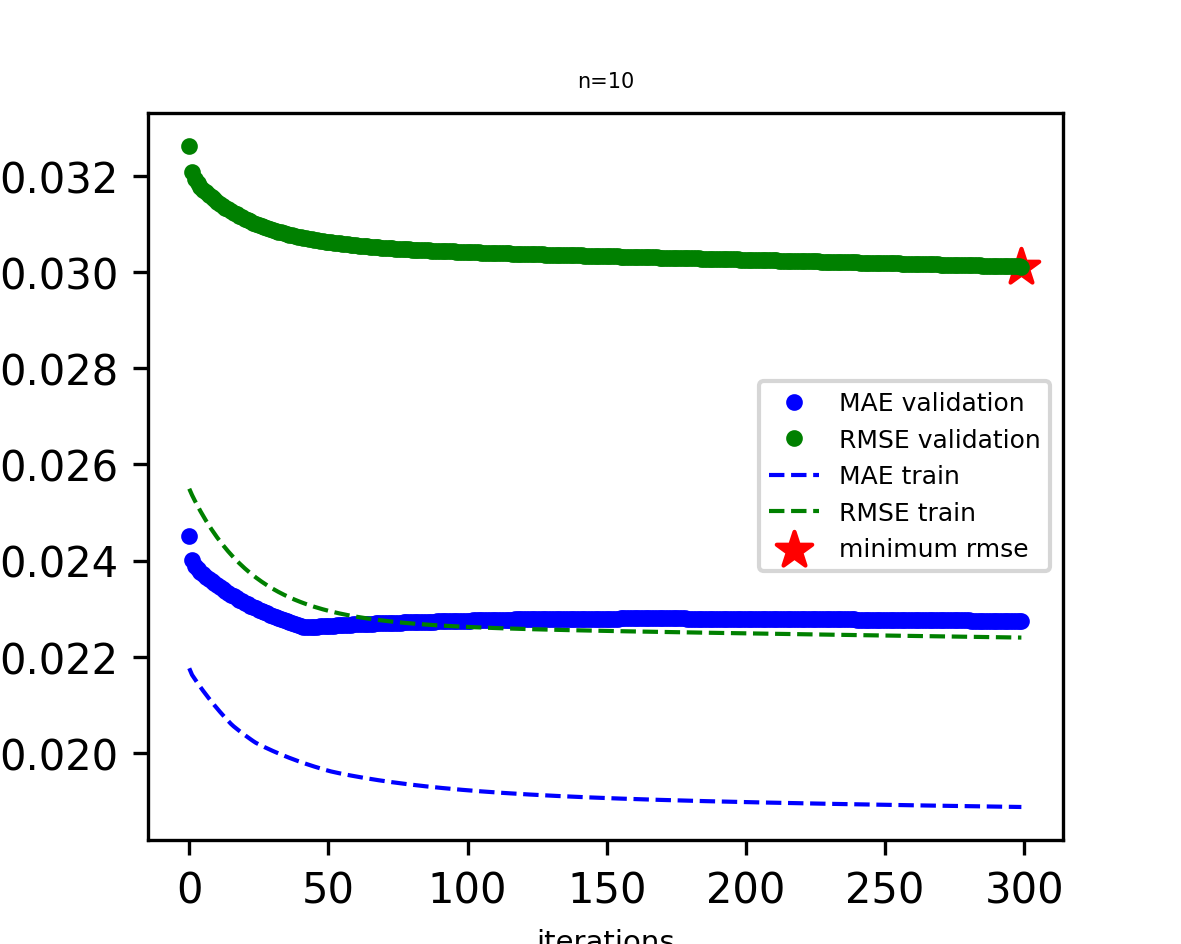 n=10
0.032
0.030
0.028
0.026
0.024
0.022
0.020
MAE validation
RMSE validation
MAE train
RMSE train
minimum rmse
0 50 100 150 200 250 300
iterations